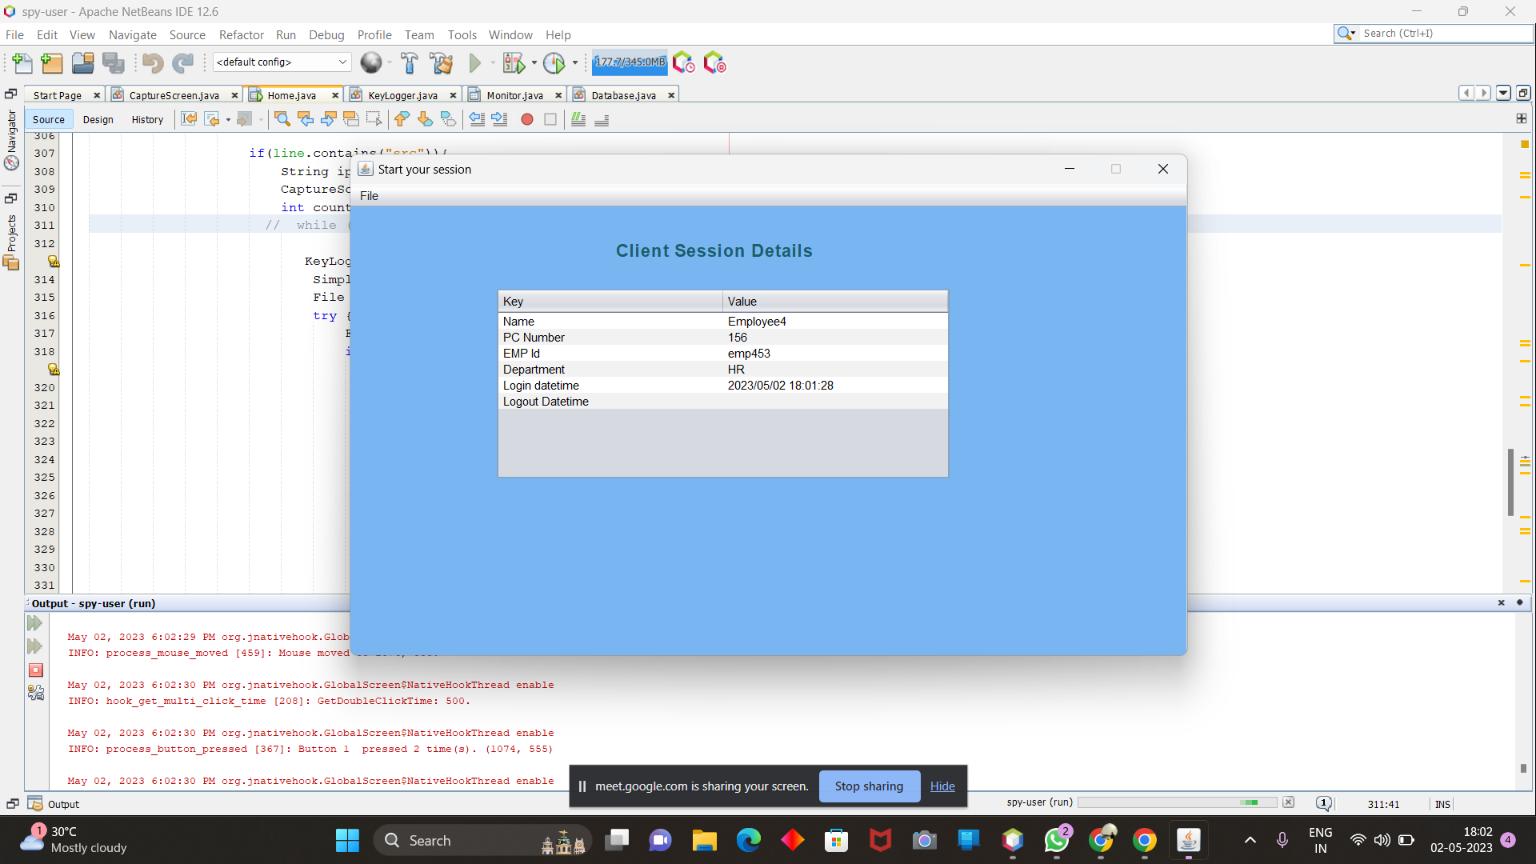 spy-user - Apache NetBeans IDE 12.6
File Edit View Navigate Source Refactor Run Debug Profile Team Tools Window Help
Search (Ctrl+I)
<default config>
177.7/345.0MB
Start Page CaptureScreen.java Home.java KeyLogger.java Monitor.java Database.java
Source Design History
Navigator
Projects
306
307 if(line.contains("src")){
308 String ip
309 CaptureSc
310 int count
311 // while (
312
KeyLog
314 Simpl
315 File
316 try {
317
318
320
321
322
323
324
325
326
327
328
329
330
331
Start your session
File
Client Session Details
Key Value
Name Employee4
PC Number 156
EMP Id emp453
Department HR
Login datetime 2023/05/02 18:01:28
Logout Datetime
Output - spy-user (run)
May 02, 2023 6:02:29 PM org.jnativehook.Glob
INFO: process_mouse_moved [459]: Mouse moved
May 02, 2023 6:02:30 PM org.jnativehook.GlobalScreen$NativeHookThread enable
INFO: hook_get_multi_click_time [208]: GetDoubleClickTime: 500.
May 02, 2023 6:02:30 PM org.jnativehook.GlobalScreen$NativeHookThread enable
INFO: process_button_pressed [367]: Button 1 pressed 2 time(s). (1074, 555)
May 02, 2023 6:02:30 PM org.jnativehook.GlobalScreen$NativeHookThread enable
meet.google.com is sharing your screen. Stop sharing Hide
Output
spy-user (run)
1
311:41
INS
1
30°C
Mostly cloudy
Search
2
ENG
IN
18:02
02-05-2023
4